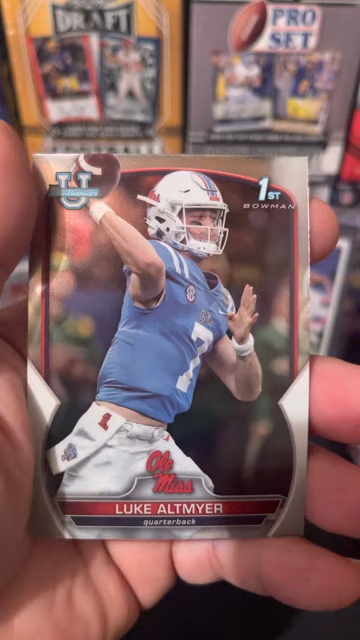 DRAFT
PRO
SET
U
1ST
BOWMAN
7
Ole
Miss
LUKE ALTMYER
quarterback